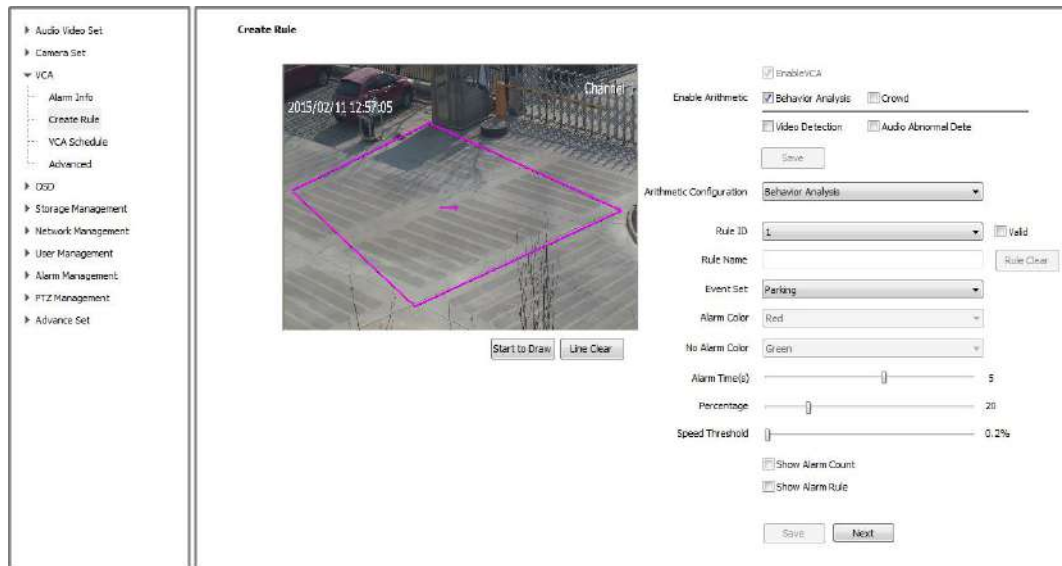 Audio Video Set
Camera Set
VCA
Alarm Info
Create Rule
VCA Schedule
Advanced
OSD
Storage Management
Network Management
User Management
Alarm Management
PTZ Management
Advance Set
Create Rule
Channel
2015/02/11 12:57:05
Start to Draw Line Clear
EnableVCA
Enable Arithmetic Behavior Analysis Crowd
Video Detection Audio Abnormal Dete
Save
Arithmetic Configuration Behavior Analysis
Rule ID 1 Valid
Rule Name Rule Clear
Event Set Parking
Alarm Color Red
No Alarm Color Green
Alarm Time(s) 5
Percentage 20
Speed Threshold 0.2%
Show Alarm Count
Show Alarm Rule
Save Next